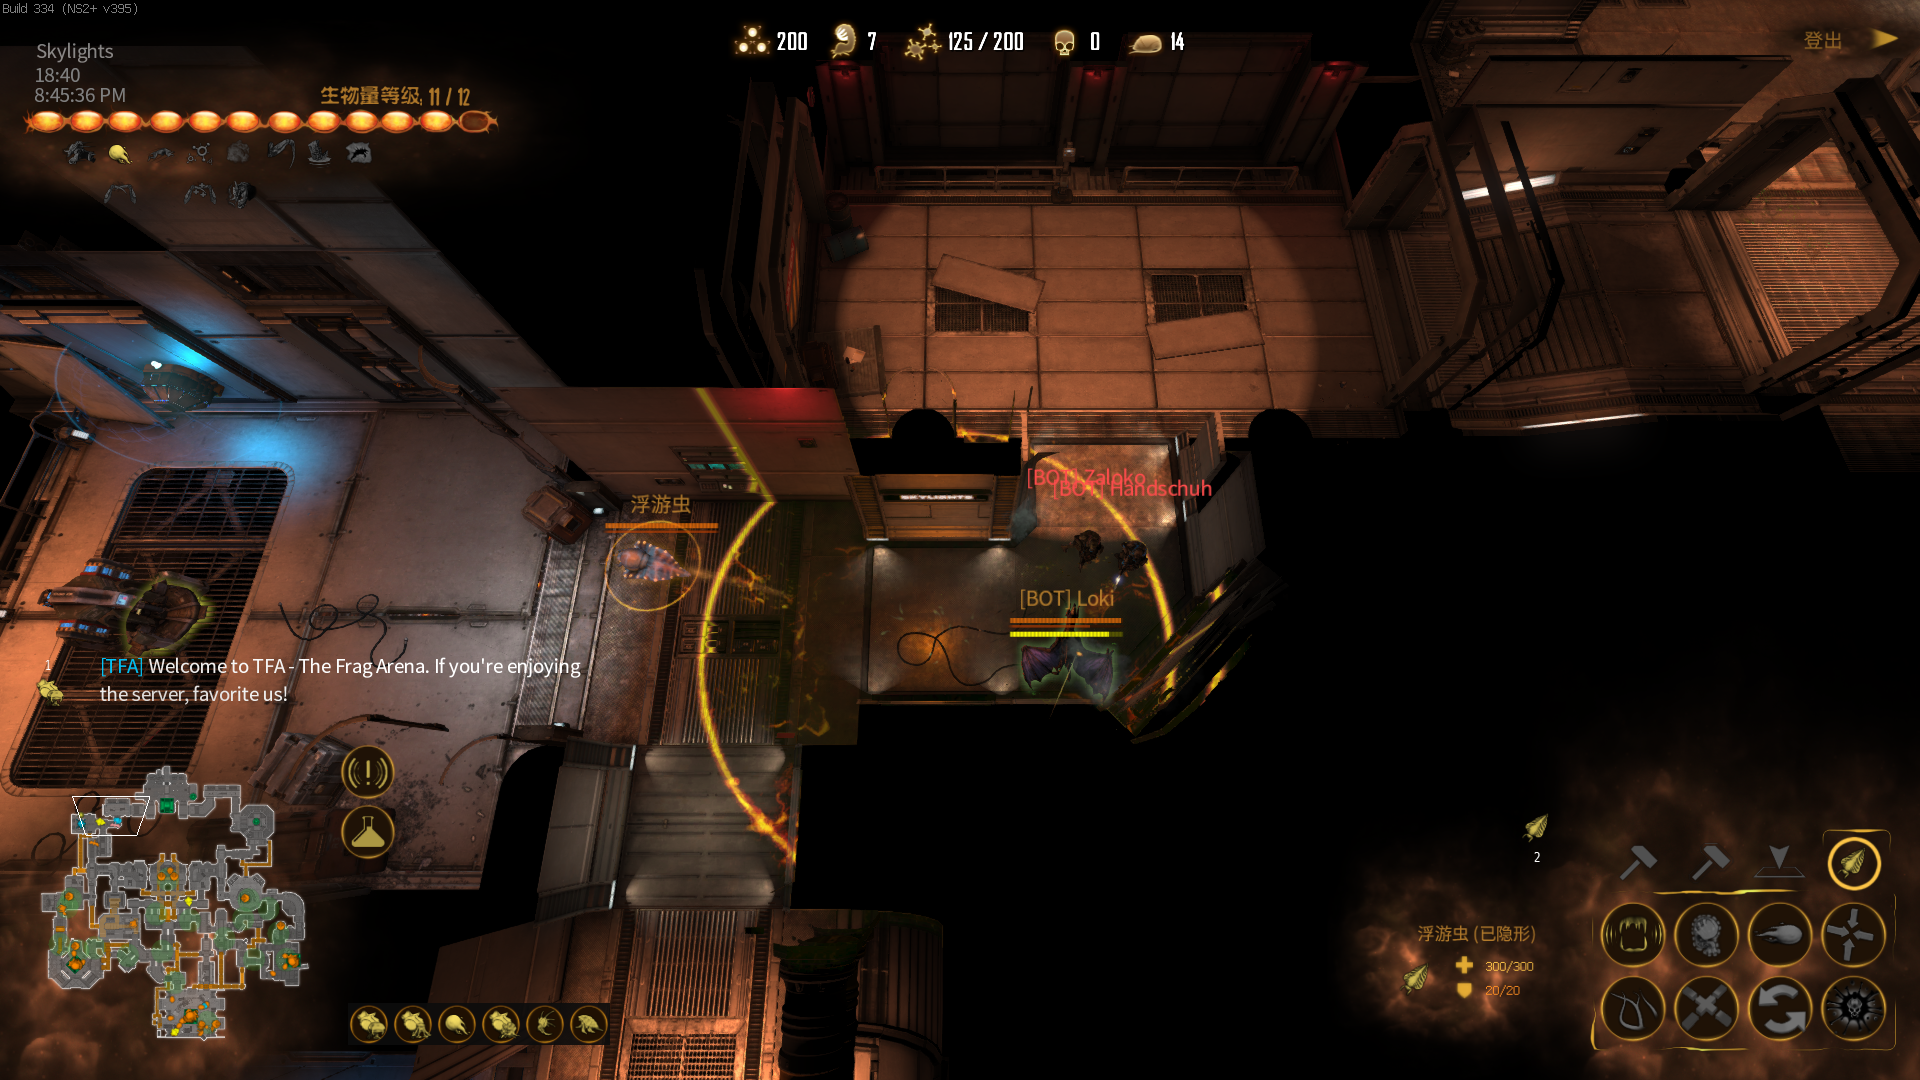 Build 334 (NS2+ v395)
200 7 125 / 200 0 14
登出
Skylights
18:40
8:45:36 PM
生物量等级, 11 / 12
SKYLIGHTS
[BOT] Zalpko
[BOT] Handschuh
浮游虫
[BOT] Loki
1
[TFA] Welcome to TFA - The Frag Arena. If you're enjoying
the server, favorite us!
2
浮游虫 (已隐形)
300/300
20/20